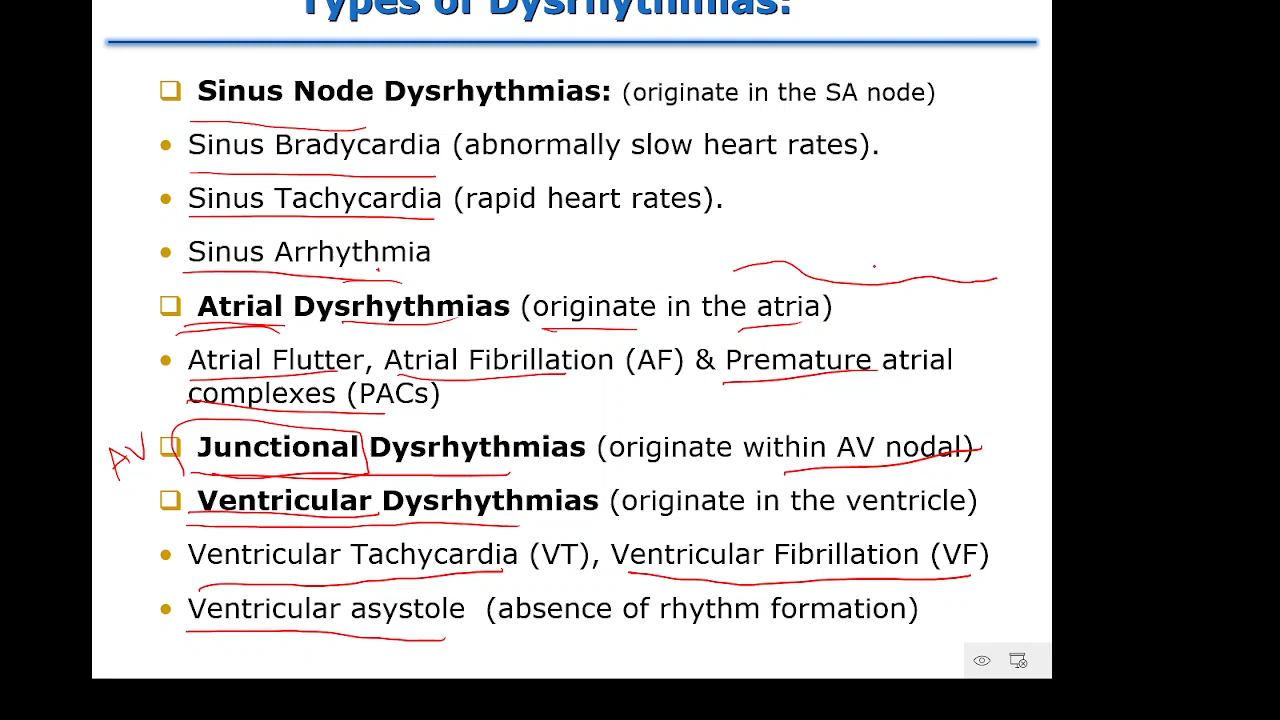 Types of Dysrhythmias:
Sinus Node Dysrhythmias: (originate in the SA node)
Sinus Bradycardia (abnormally slow heart rates).
Sinus Tachycardia (rapid heart rates).
Sinus Arrhythmia
Atrial Dysrhythmias (originate in the atria)
Atrial Flutter, Atrial Fibrillation (AF) & Premature atrial
complexes (PACs)
AV Junctional Dysrhythmias (originate within AV nodal)
Ventricular Dysrhythmias (originate in the ventricle)
Ventricular Tachycardia (VT), Ventricular Fibrillation (VF)
Ventricular asystole (absence of rhythm formation)